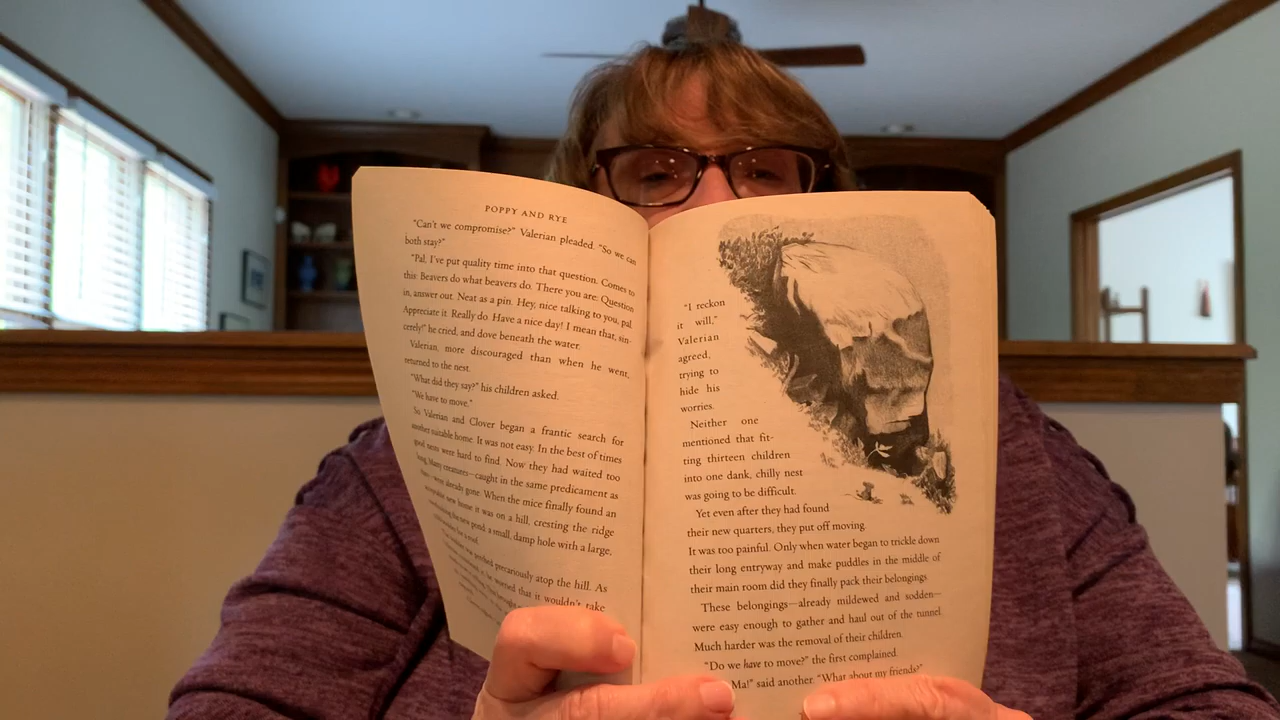 POPPY AND RYE
"Can't we compromise?" Valerian pleaded. "So we can
both stay?"
"Pal, I've put quality time into that question. Comes to
this: Beavers do what beavers do. There you are: Question
in, answer out. Neat as a pin. Hey, nice talking to you, pal.
Appreciate it. Really do. Have a nice day! I mean that, sin-
cerely!" he cried, and dove beneath the water.
Valerian, more discouraged than when he went,
returned to the nest.
"What did they say?" his children asked.
"We have to move."
So Valerian and Clover began a frantic search for
another suitable home. It was not easy. In the best of times
good nests were hard to find. Now they had waited too
long. Many creatures—caught in the same predicament as
they—were already gone. When the mice finally found an
new home it was on a hill, cresting the ridge
the new pond: a small, damp hole with a large,
for a roof.
was perched precariously atop the hill. As
it, he worried that it wouldn't take
"I reckon
it will,"
Valerian
agreed,
trying to
hide his
worries.
Neither one
mentioned that fit-
ting thirteen children
into one dank, chilly nest
was going to be difficult.
Yet even after they had found
their new quarters, they put off moving
It was too painful. Only when water began to trickle down
their long entryway and make puddles in the middle of
their main room did they finally pack their belongings
These belongings—already mildewed and sodden—
were easy enough to gather and haul out of the tunnel.
Much harder was the removal of their children.
"Do we have to move?" the first complained.
Ma!" said another. "What about my friends?"